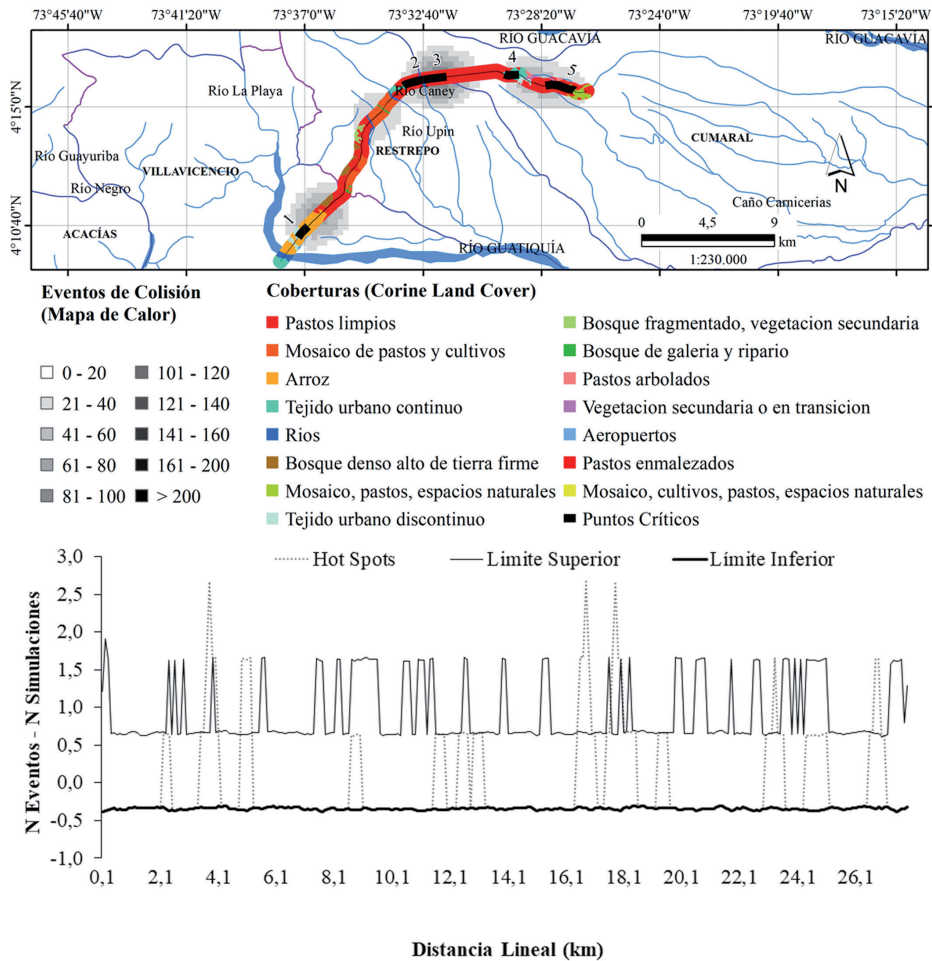 73°45'40"O 73°41'20"O 73°37'0"O 73°32'40"O 73°28'20"O 73°24'0"O 73°19'40"O 73°15'20"O
RÍO GUACAVÍA
RÍO GUACAVÍA
2 3 4 5
Río La Playa
Río Caney
4°15'0"N
Río Upín
RESTREPO
CUMARAL
Río Guayuriba
VILLAVICENCIO
Río Negro
N
Caño Carnicerias
1
4°10'40"N
ACACÍAS
RÍO GUATIQUÍA
0 4,5 9
km
1:230.000
Eventos de Colisión
(Mapa de Calor)
0 - 20
21 - 40
41 - 60
61 - 80
81 - 100
101 - 120
121 - 140
141 - 160
161 - 200
> 200
Coberturas (Corine Land Cover)
Pastos limpios
Mosaico de pastos y cultivos
Arroz
Tejido urbano continuo
Rios
Bosque denso alto de tierra firme
Mosaico, pastos, espacios naturales
Tejido urbano discontinuo
Bosque fragmentado, vegetacion secundaria
Bosque de galeria y ripario
Pastos arbolados
Vegetacion secundaria o en transicion
Aeropuertos
Pastos enmalezados
Mosaico, cultivos, pastos, espacios naturales
Puntos Críticos
Hot Spots Limite Superior Límite Inferior
N Eventos - N Simulaciones
3,0
2,5
2,0
1,5
1,0
0,5
0,0
-0,5
-1,0
0,1 2,1 4,1 6,1 8,1 10,1 12,1 14,1 16,1 18,1 20,1 22,1 24,1 26,1
Distancia Lineal (km)